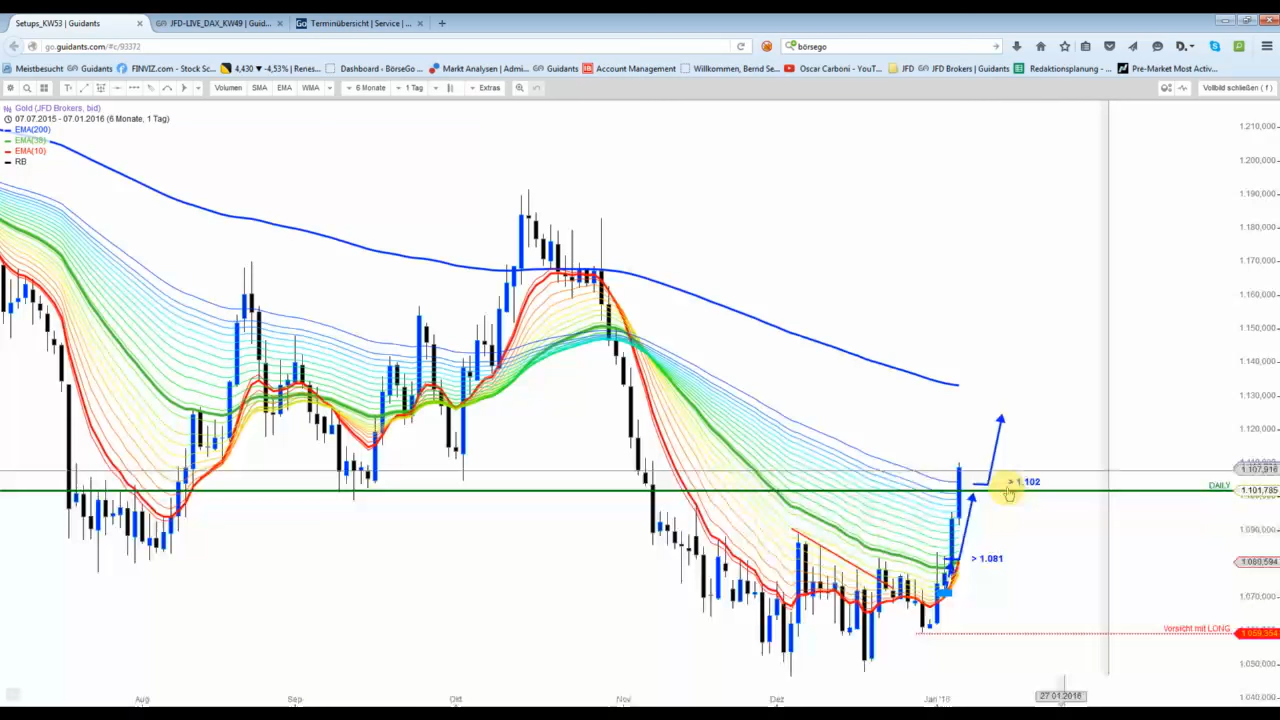 Setups_KW53 | Guidants
JFD-LIVE_DAX_KW49 | Guid...
Terminübersicht | Service | ...
go.guidants.com/#c/93372
börsego
Meistbesucht
Guidants
FINVIZ.com - Stock Sc...
4,430 ▼ -4,53% | Renes...
Dashboard - BörseGo ...
Markt Analysen | Admi...
Guidants
Account Management
Willkommen, Bernd Se...
Oscar Carboni - YouT...
JFD
JFD Brokers | Guidants
Redaktionsplanung - ...
Pre-Market Most Activ...
Volumen
SMA
EMA
WMA
6 Monate
1 Tag
Extras
Vollbild schließen ( f )
Gold (JFD Brokers, bid)
07.07.2015 - 07.01.2016 (6 Monate, 1 Tag)
EMA(200)
EMA(38)
EMA(10)
RB
1.210,000
1.200,000
1.190,000
1.180,000
1.170,000
1.160,000
1.150,000
1.140,000
1.130,000
1.120,000
1.107,916
> 1.102
DAILY
1.101,785
1.090,000
> 1.081
1.070,000
Vorsicht mit LONG
1.059,354
1.050,000
1.040,000
Aug
Sep
Okt
Nov
Dez
Jan '16
27.01.2016